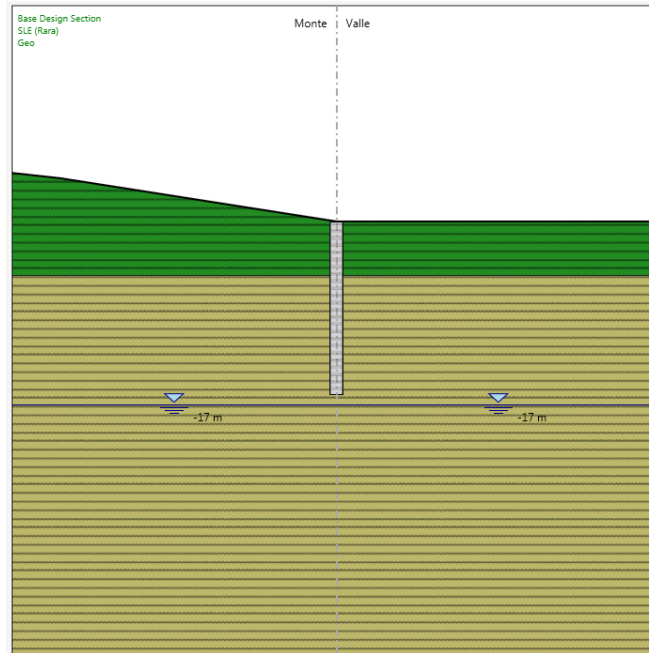 Base Design Section
SLE (Rara)
Geo
Monte
Valle
-17 m
-17 m